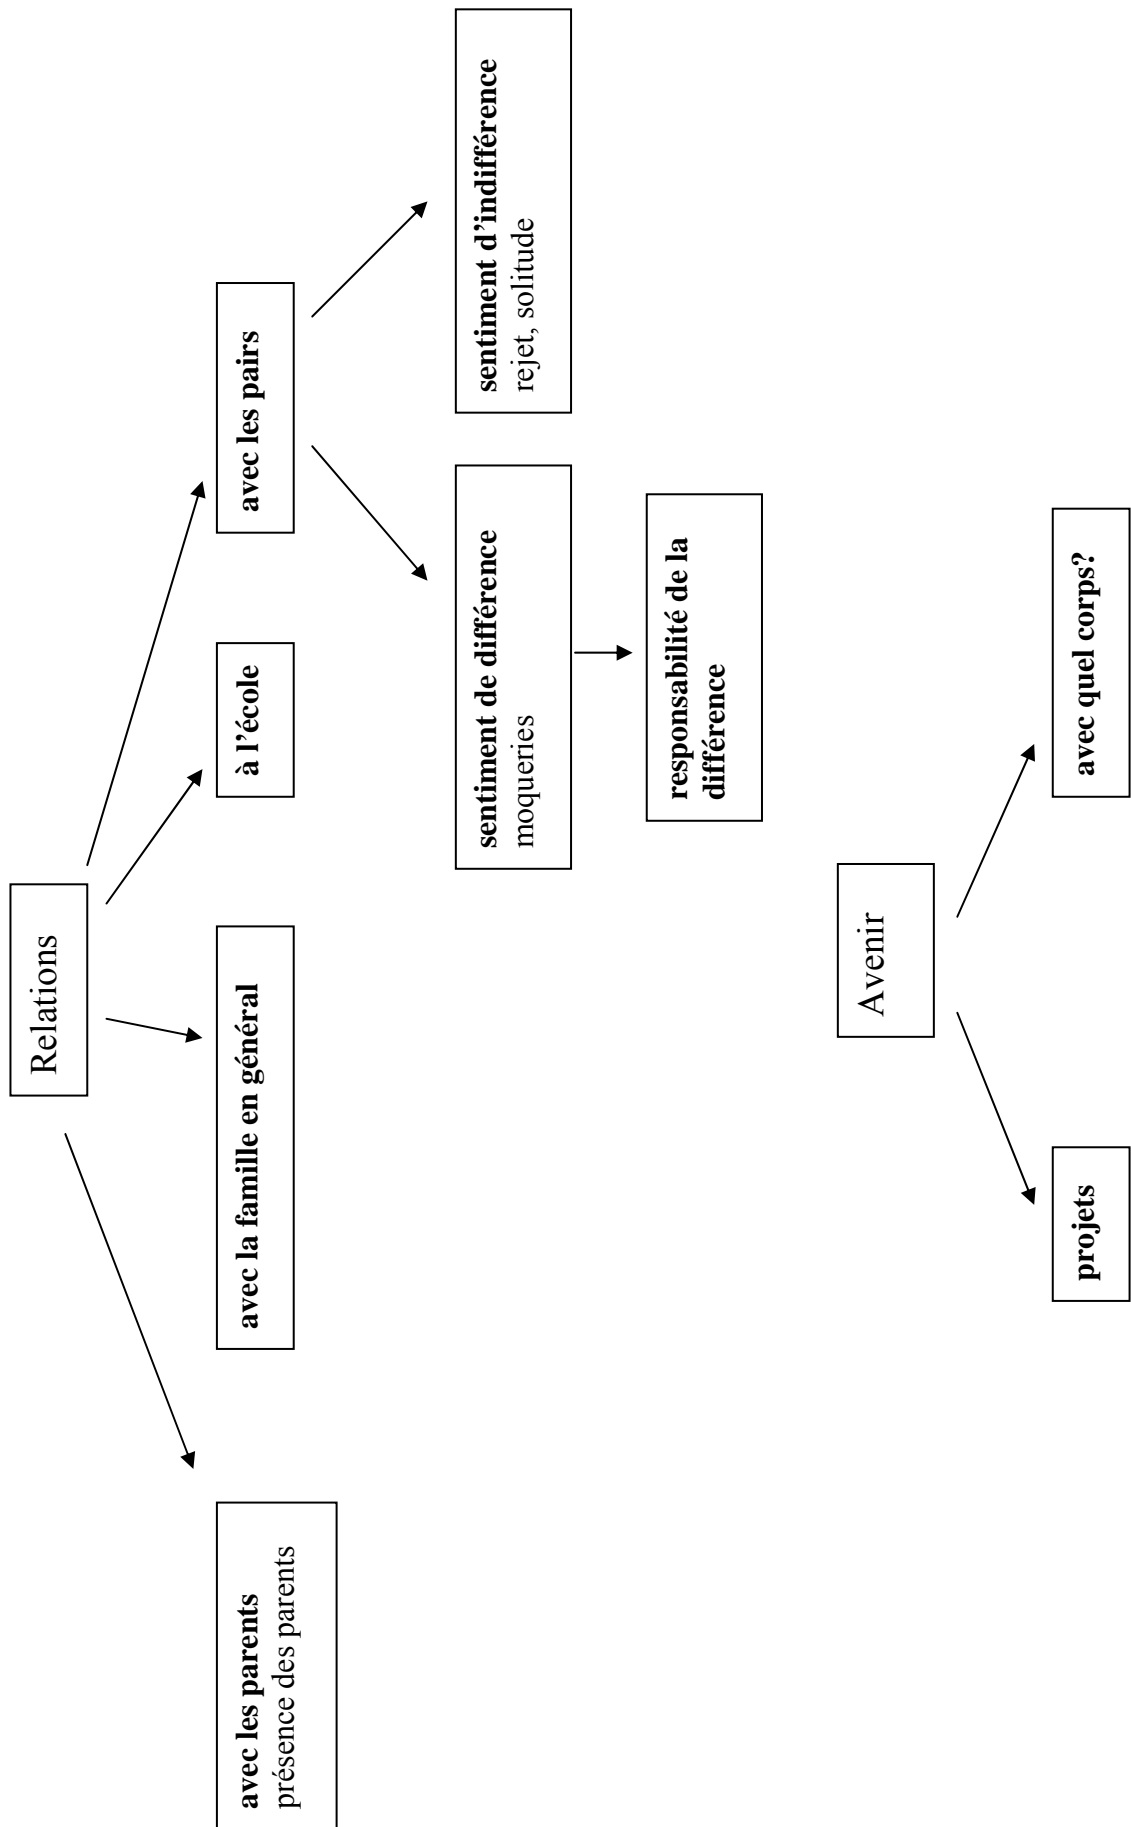 Relations
avec les parents
présence des parents
avec la famille en général
à l’école
avec les pairs
sentiment de différence
moqueries
sentiment d’indifférence
rejet, solitude
responsabilité de la
différence
Avenir
projets
avec quel corps?